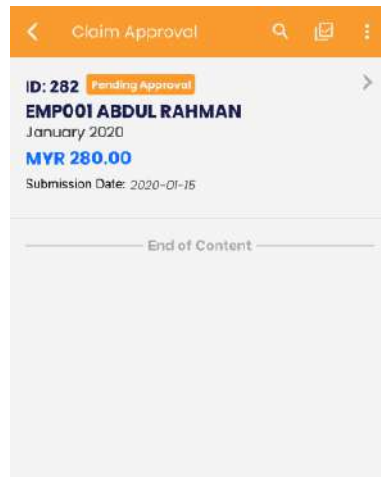 Claim Approval
ID: 282 Pending Approval
EMP001 ABDUL RAHMAN
January 2020
MYR 280.00
Submission Date: 2020-01-15
End of Content